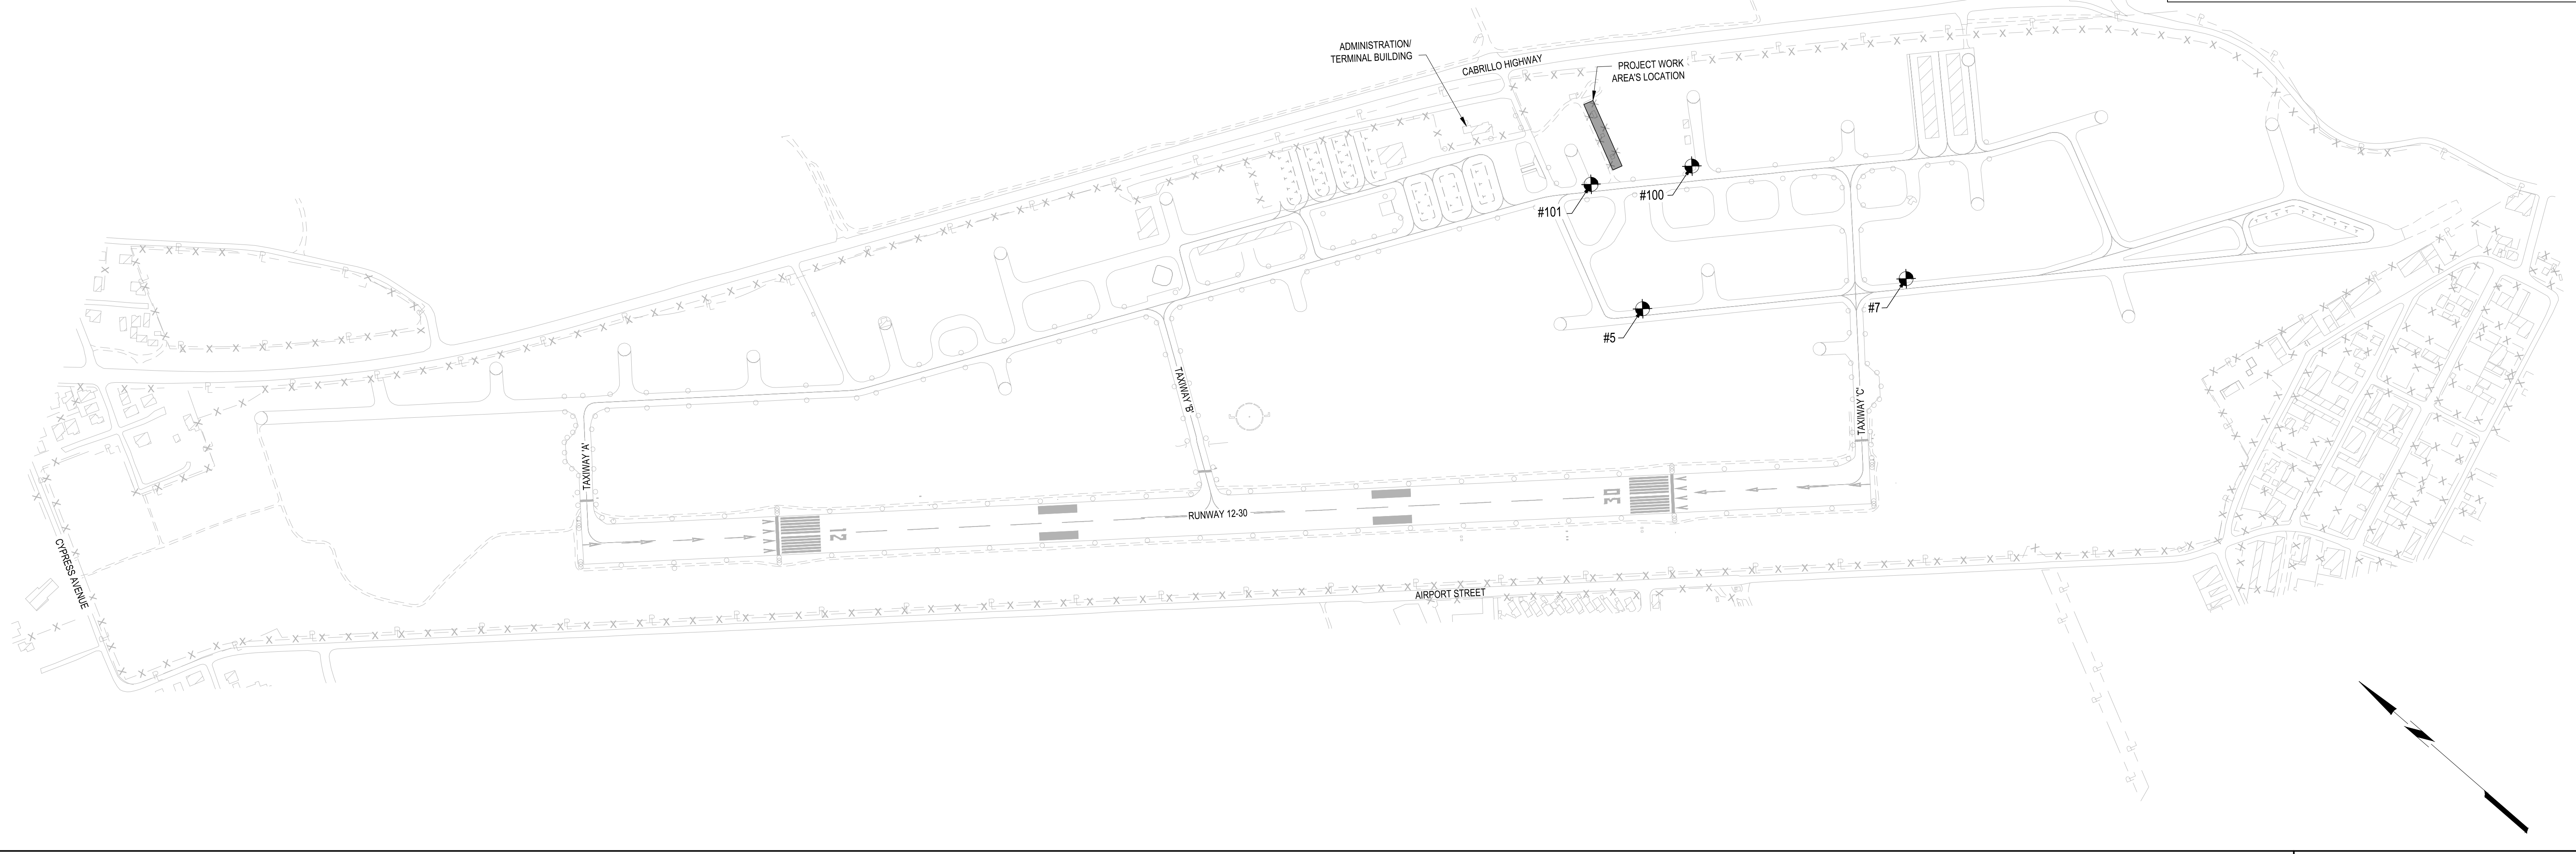 ADMINISTRATION/
TERMINAL BUILDING
CABRILLO HIGHWAY
PROJECT WORK
AREA'S LOCATION
#100
#101
#7
#5
TAXIWAY 'B'
TAXIWAY 'C'
TAXIWAY 'A'
30
RUNWAY 12-30
12
CYPRESS AVENUE
AIRPORT STREET